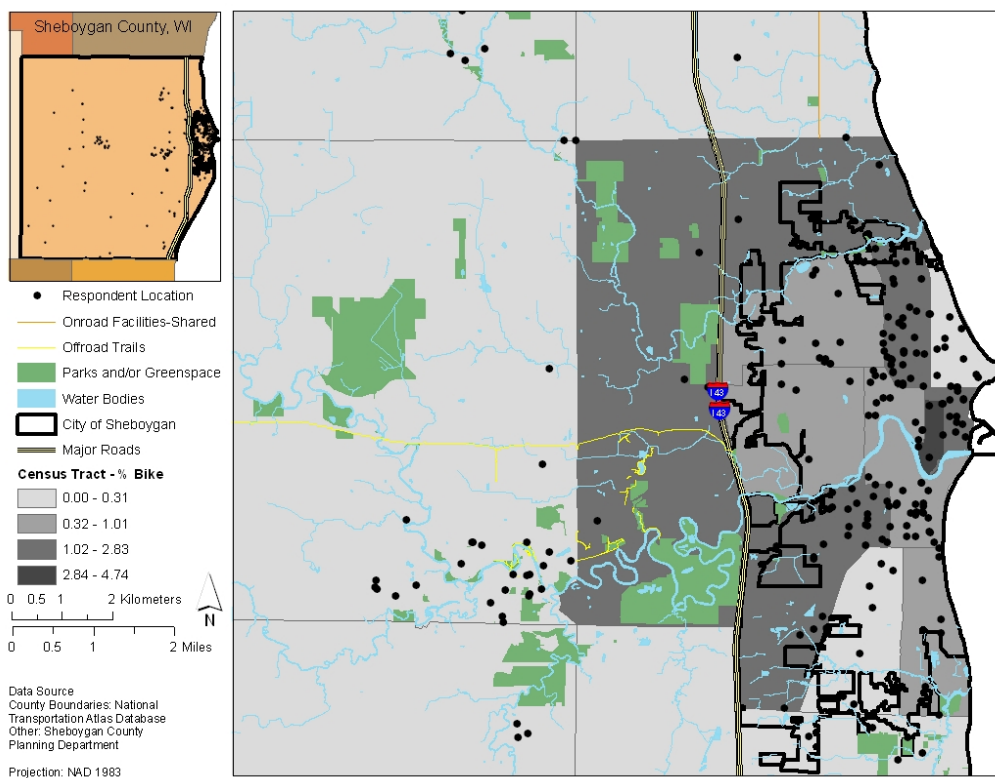 Sheboygan County, WI
Respondent Location
Onroad Facilities-Shared
Offroad Trails
Parks and/or Greenspace
Water Bodies
City of Sheboygan
Major Roads
Census Tract - % Bike
0.00 - 0.31
0.32 - 1.01
1.02 - 2.83
2.84 - 4.74
0 0.5 1 2 Kilometers
0 0.5 1 2 Miles
N
Data Source
County Boundaries: National
Transportation Atlas Database
Other: Sheboygan County
Planning Department
Projection: NAD 1983
I 43
I 43